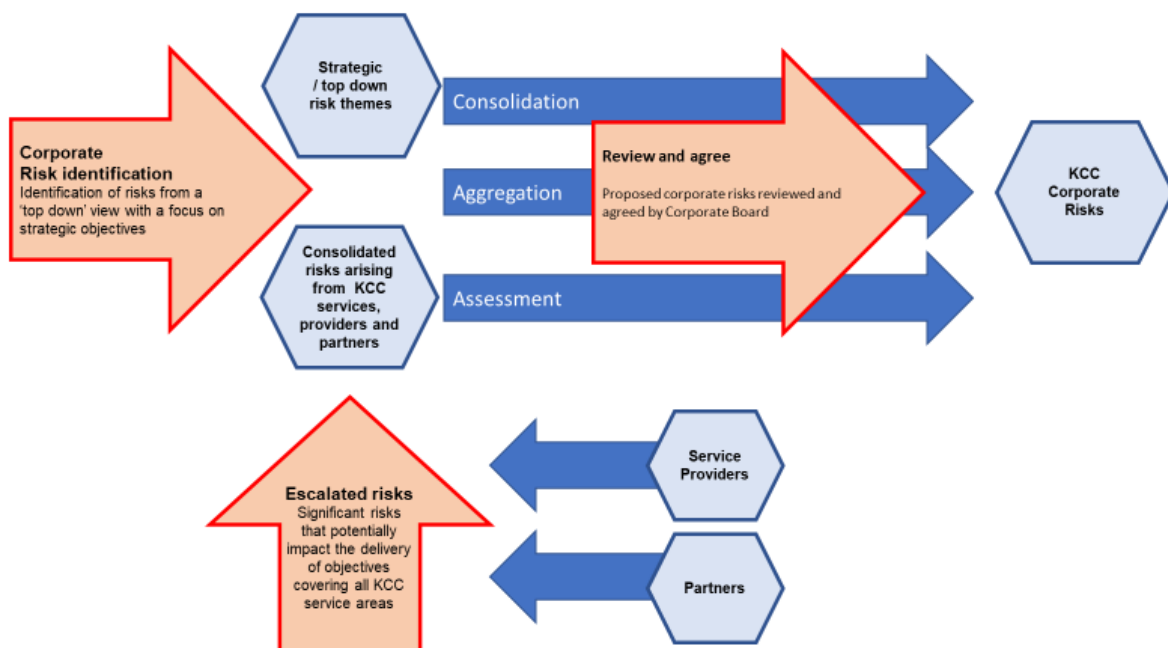 Strategic
/ top down
risk themes
Corporate
Risk identification
Identification of risks from a
'top down' view with a focus on
strategic objectives
Consolidated
risks arising
from KCC
services,
providers and
partners
Consolidation
Aggregation
Assessment
Review and agree
Proposed corporate risks reviewed and
agreed by Corporate Board
KCC
Corporate
Risks
Escalated risks
Significant risks
that potentially
impact the delivery
of objectives
covering all KCC
service areas
Service
Providers
Partners